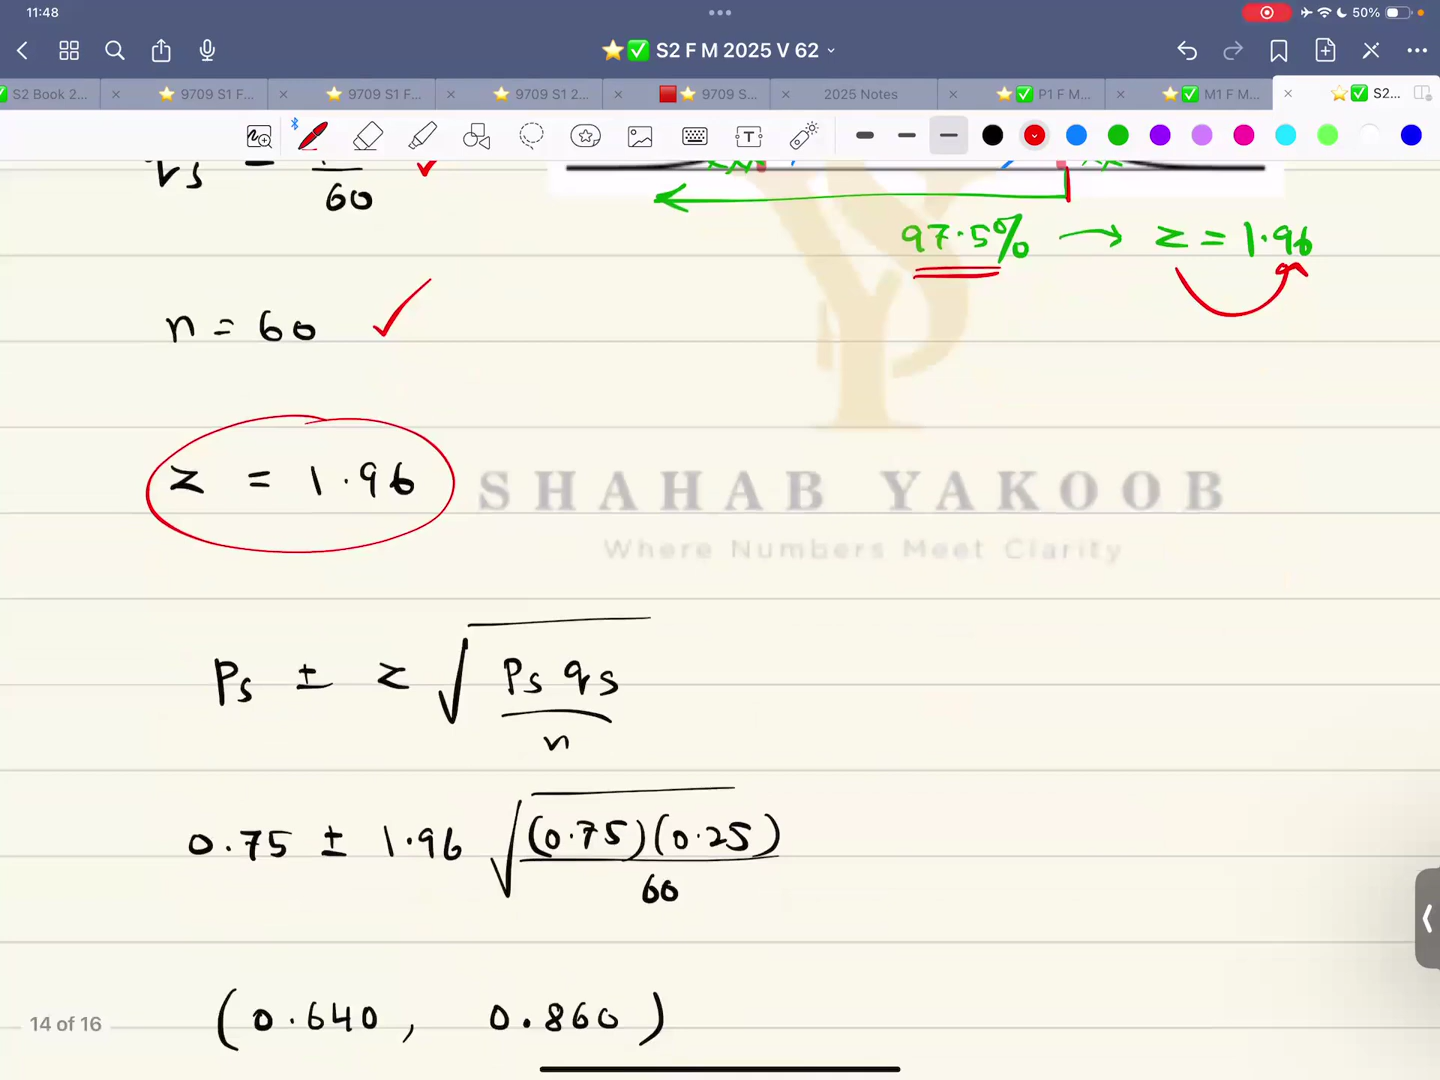 11:48
50%
⭐✅ S2 F M 2025 V 62
S2 Book 2...
⭐ 9709 S1 F...
⭐ 9709 S1 F...
⭐ 9709 S1 2...
⭐ 9709 S...
2025 Notes
⭐✅ P1 F M...
⭐✅ M1 F M...
⭐✅ S2...
qs = 
60
97.5% → z = 1.96
n = 60
z = 1.96
SHAHAB YAKOOB
Where Numbers Meet Clarity
Ps ± z √ Ps qs
n
0.75 ± 1.96 √ (0.75)(0.25)
60
(0.640, 0.860)
14 of 16